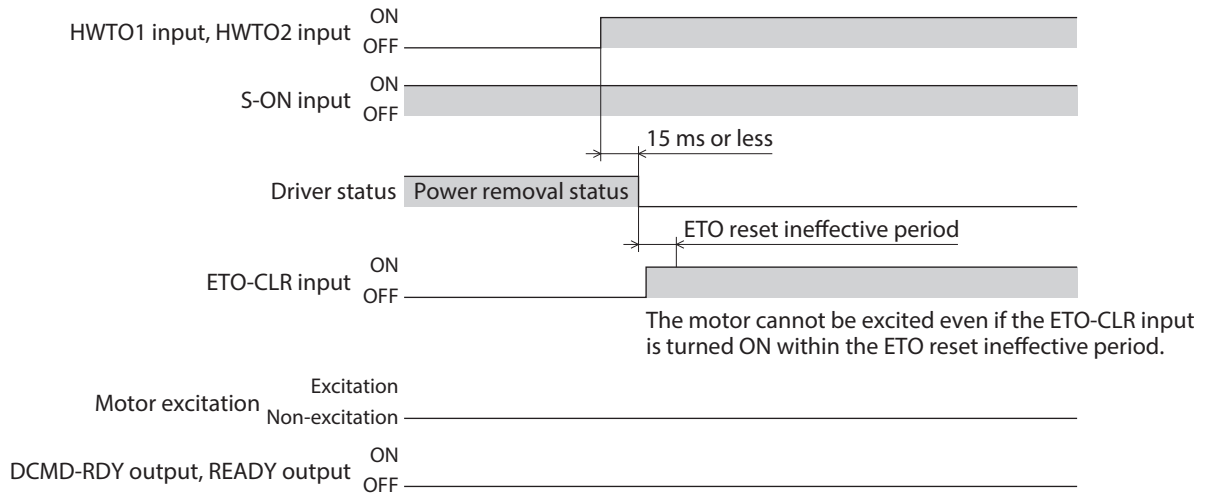 HWTO1 input, HWTO2 input
ON
OFF
S-ON input
ON
OFF
15 ms or less
Driver status
Power removal status
ETO reset ineffective period
ETO-CLR input
ON
OFF
The motor cannot be excited even if the ETO-CLR input
is turned ON within the ETO reset ineffective period.
Motor excitation
Excitation
Non-excitation
DCMD-RDY output, READY output
ON
OFF